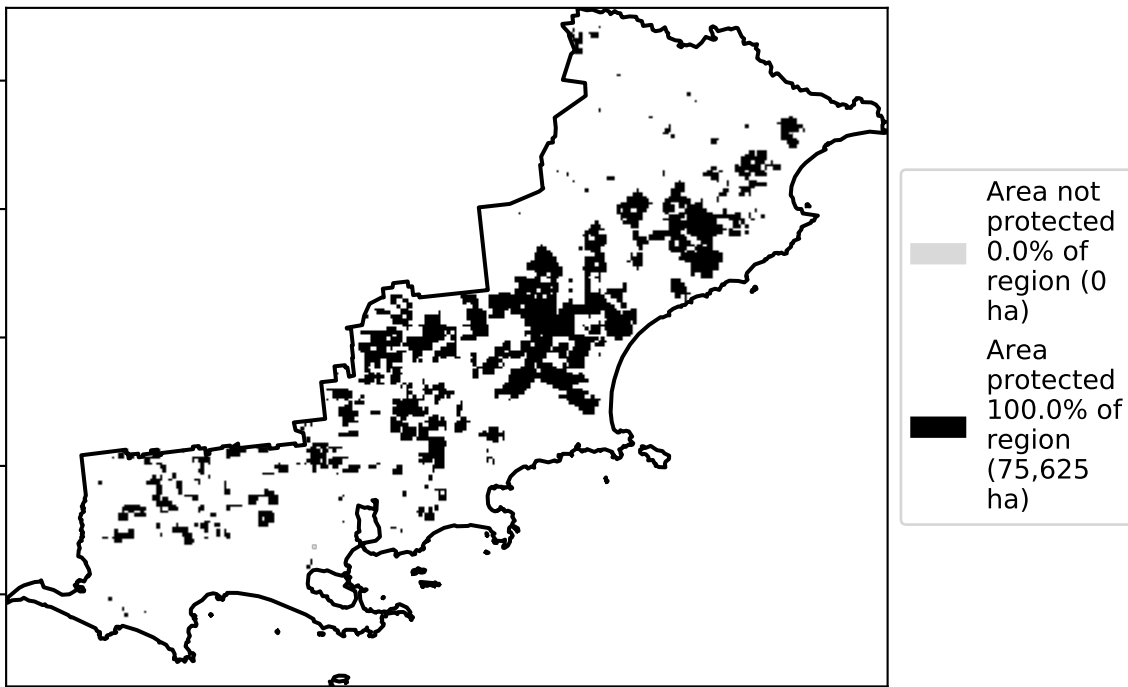 Area not
protected
0.0% of
region (0
ha)
Area
protected
100.0% of
region
(75,625
ha)